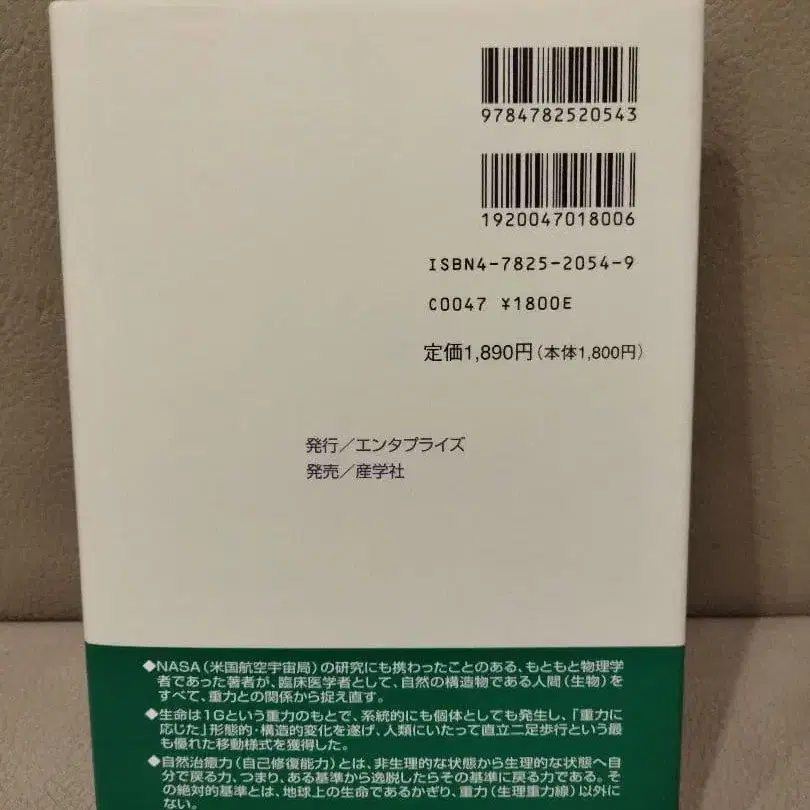 9784782520543
1920047018006
ISBN4-7825-2054-9
C0047 ¥1800E
定価1,890円(本体1,800円)
発行/エンタプライズ
発売/産学社
◆NASA(米国航空宇宙局)の研究にも携わったことのある、もともと物理学
者であった著者が、臨床医学者として、自然の構造物である人間(生物)を
すべて、重力との関係から捉え直す。
◆生命は1Gという重力のもとで、系統的にも個体としても発生し、「重力に
応じた」形態的・構造的変化を遂げ、人類にいたって直立二足歩行という最
も優れた移動様式を獲得した。
◆自然治癒力(自己修復能力)とは、非生理的な状態から生理的な状態へ自
分で戻る力、つまり、ある基準から逸脱したらその基準に戻る力である。そ
の絶対的基準とは、地球上の生命であるかぎり、重力(生理重力線)以外に
ない。